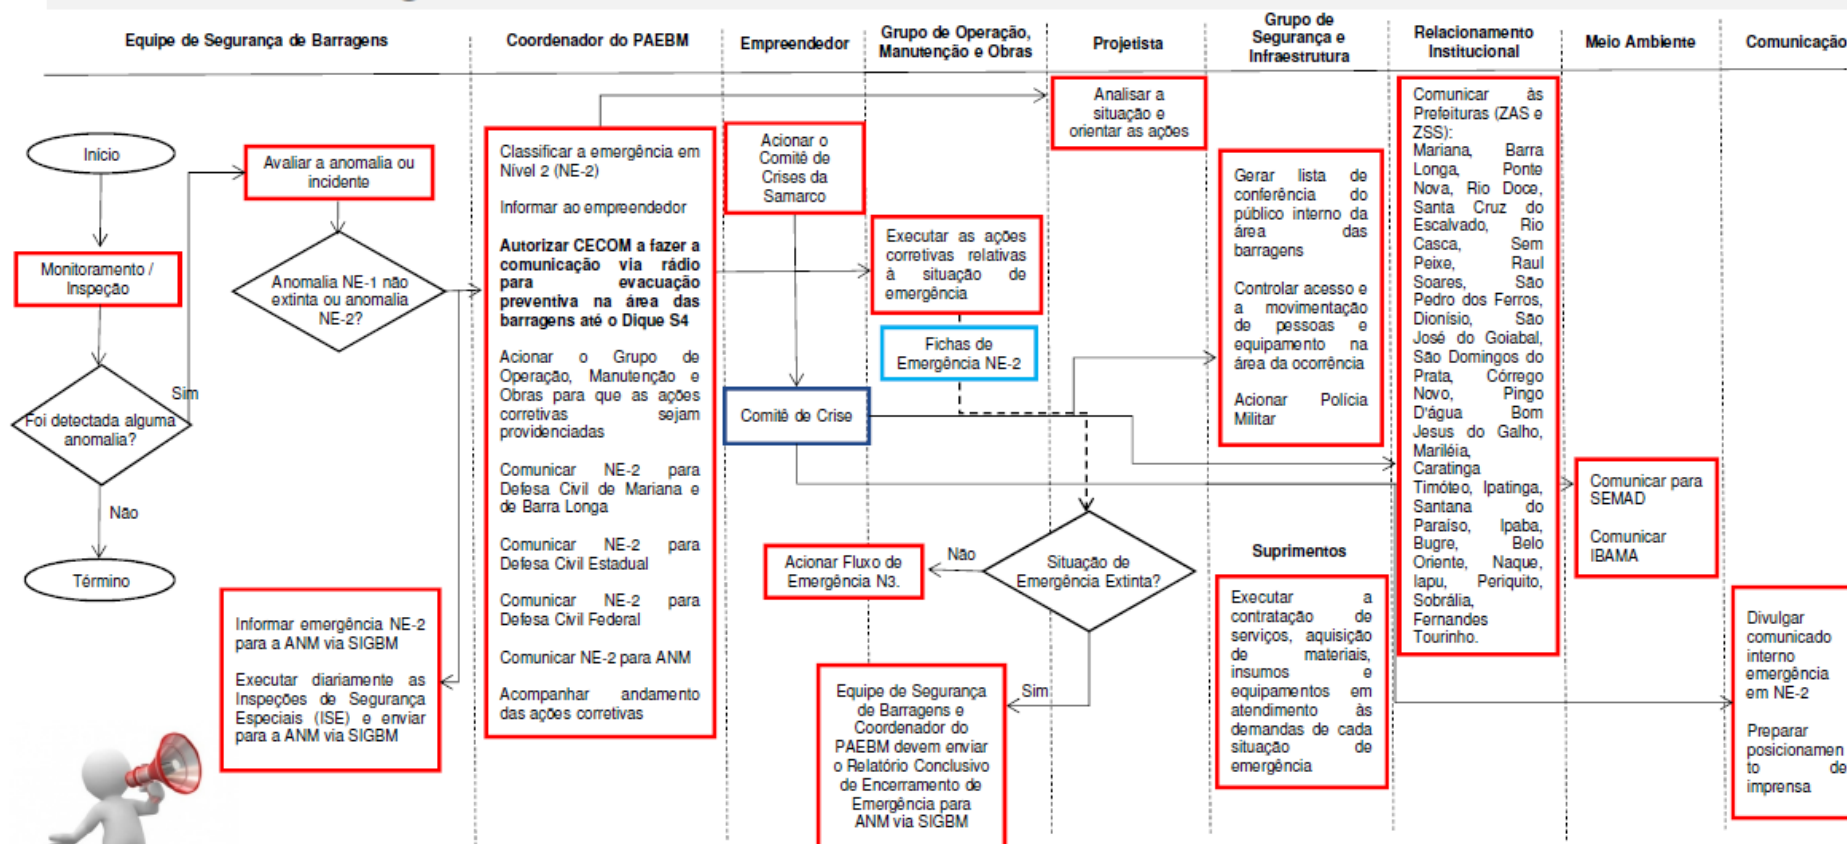 Equipe de Segurança de Barragens
Coordenador do PAEBM
Empreendedor
Grupo de Operação,
Manutenção e Obras
Projetista
Grupo de
Segurança e
Infraestrutura
Relacionamento
Institucional
Meio Ambiente
Comunicação
Início
Monitoramento /
Inspeção
Foi detectada alguma
anomalia?
Sim
Não
Término
Avaliar a anomalia ou
incidente
Anomalia NE-1 não
extinta ou anomalia
NE-2?
Informar emergência NE-2
para a ANM via SIGBM
Executar diariamente as
Inspeções de Segurança
Especiais (ISE) e enviar
para a ANM via SIGBM
Classificar a emergência em
Nível 2 (NE-2)
Informar ao empreendedor
Autorizar CECOM a fazer a
comunicação via rádio
para evacuação
preventiva na área das
barragens até o Dique S4
Acionar o Grupo de
Operação, Manutenção e
Obras para que as ações
corretivas sejam
providenciadas
Comunicar NE-2 para
Defesa Civil de Mariana e
de Barra Longa
Comunicar NE-2 para
Defesa Civil Estadual
Comunicar NE-2 para
Defesa Civil Federal
Comunicar NE-2 para ANM
Acompanhar andamento
das ações corretivas
Acionar o
Comitê de
Crises da
Samarco
Comitê de Crise
Executar as ações
corretivas relativas
à situação de
emergência
Fichas de
Emergência NE-2
Analisar a
situação e
orientar as ações
Situação de
Emergência Extinta?
Não
Acionar Fluxo de
Emergência N3.
Sim
Equipe de Segurança
de Barragens e
Coordenador do
PAEBM devem enviar
o Relatório Conclusivo
de Encerramento de
Emergência para
ANM via SIGBM
Gerar lista de
conferência do
público interno da
área das
barragens
Controlar acesso e
a movimentação
de pessoas e
equipamento na
área da ocorrência
Acionar Polícia
Militar
Suprimentos
Executar a
contratação de
serviços, aquisição
de materiais,
insumos e
equipamentos em
atendimento às
demandas de cada
situação de
emergência
Comunicar às
Prefeituras (ZAS e
ZSS):
Mariana, Barra
Longa, Ponte
Nova, Rio Doce,
Santa Cruz do
Escalvado, Rio
Casca, Sem
Peixe, Raul
Soares, São
Pedro dos Ferros,
Dionísio, São
José do Goiabal,
São Domingos do
Prata, Córrego
Novo, Pingo
D'água Bom
Jesus do Galho,
Mariléia,
Caratinga
Timóteo, Ipatinga,
Santana do
Paraíso, Ipaba,
Bugre, Belo
Oriente, Naque,
Iapu, Periquito,
Sobrália,
Fernandes
Tourinho.
Comunicar para
SEMAD
Comunicar
IBAMA
Divulgar
comunicado
interno
emergência
em NE-2
Preparar
posicionamen
to de
imprensa